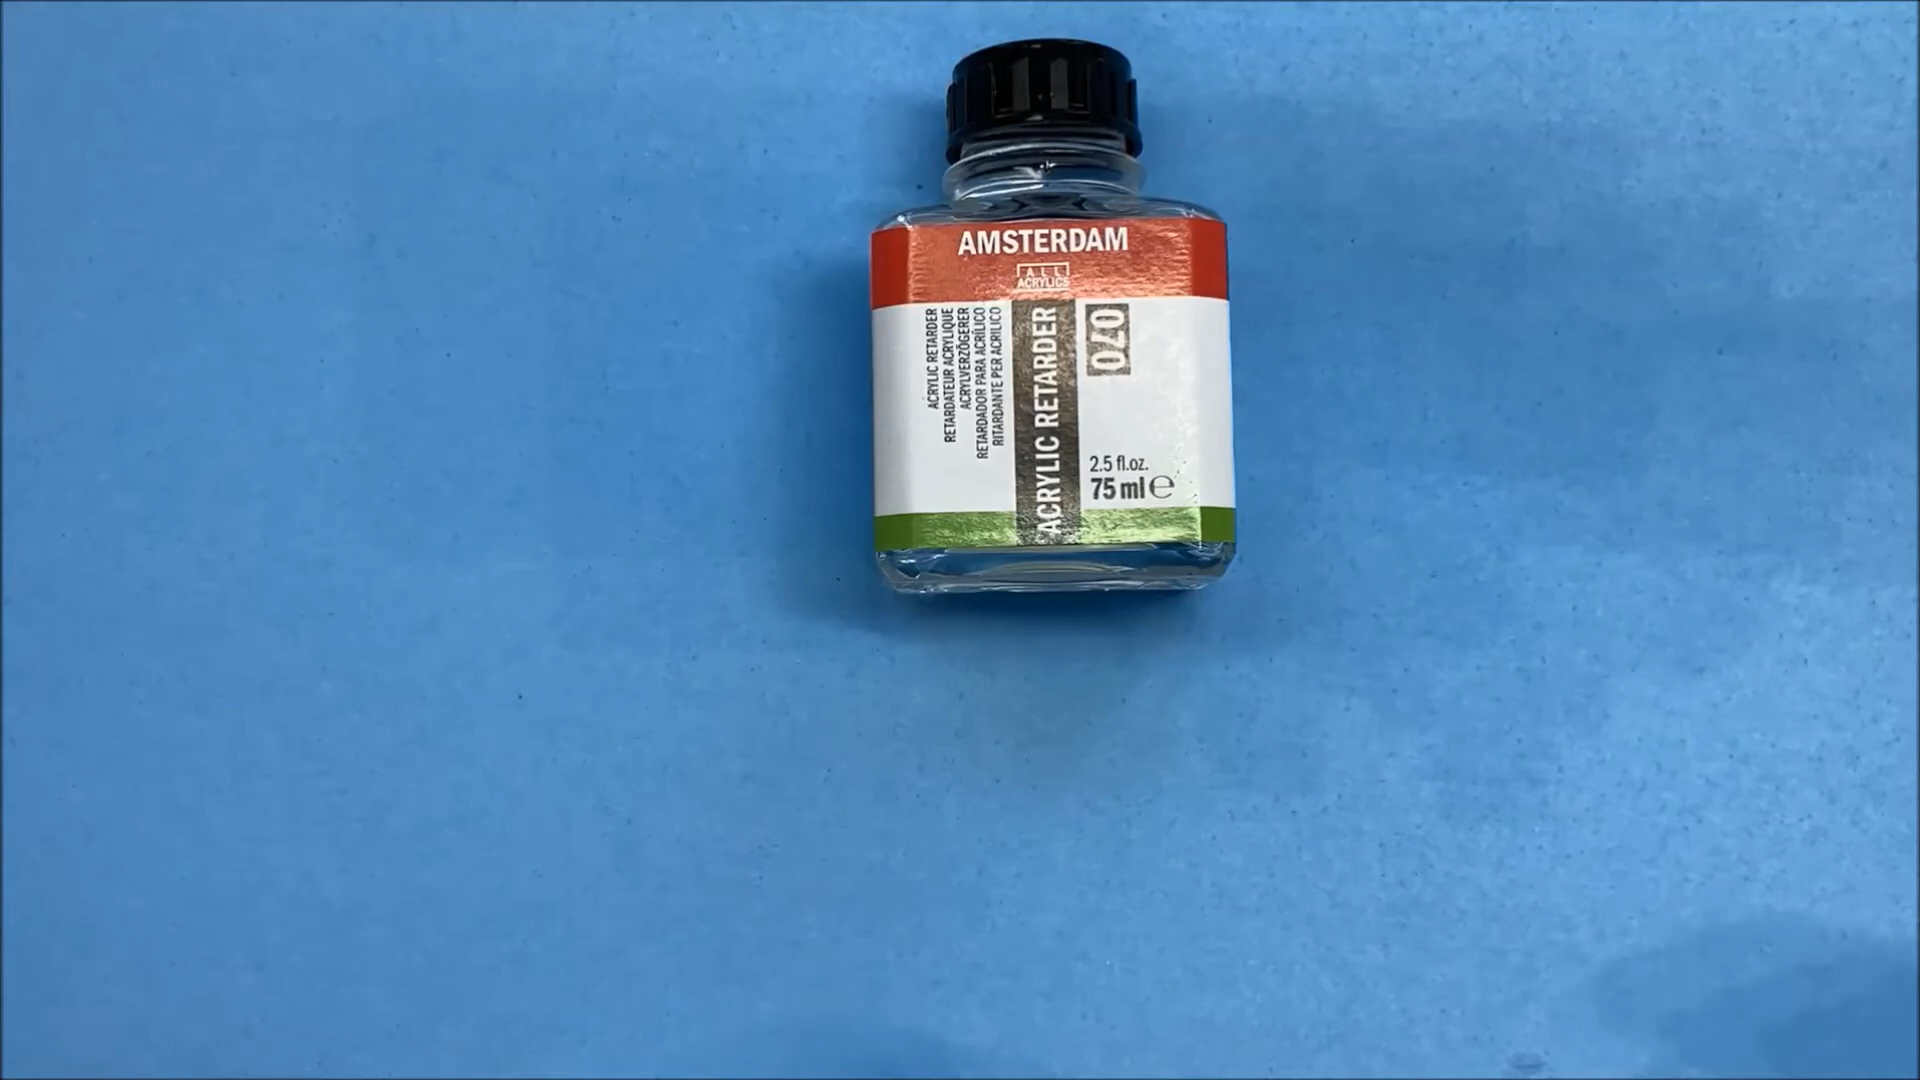 AMSTERDAM
ALL
ACRYLICS
ACRYLIC RETARDER
RETARDATEUR ACRYLIQUE
ACRYLVERZÖGERER
RETARDADOR PARA ACRÍLICO
RITARDANTE PER ACRILICO
ACRYLIC RETARDER
070
2.5 fl.oz.
75 ml ℮